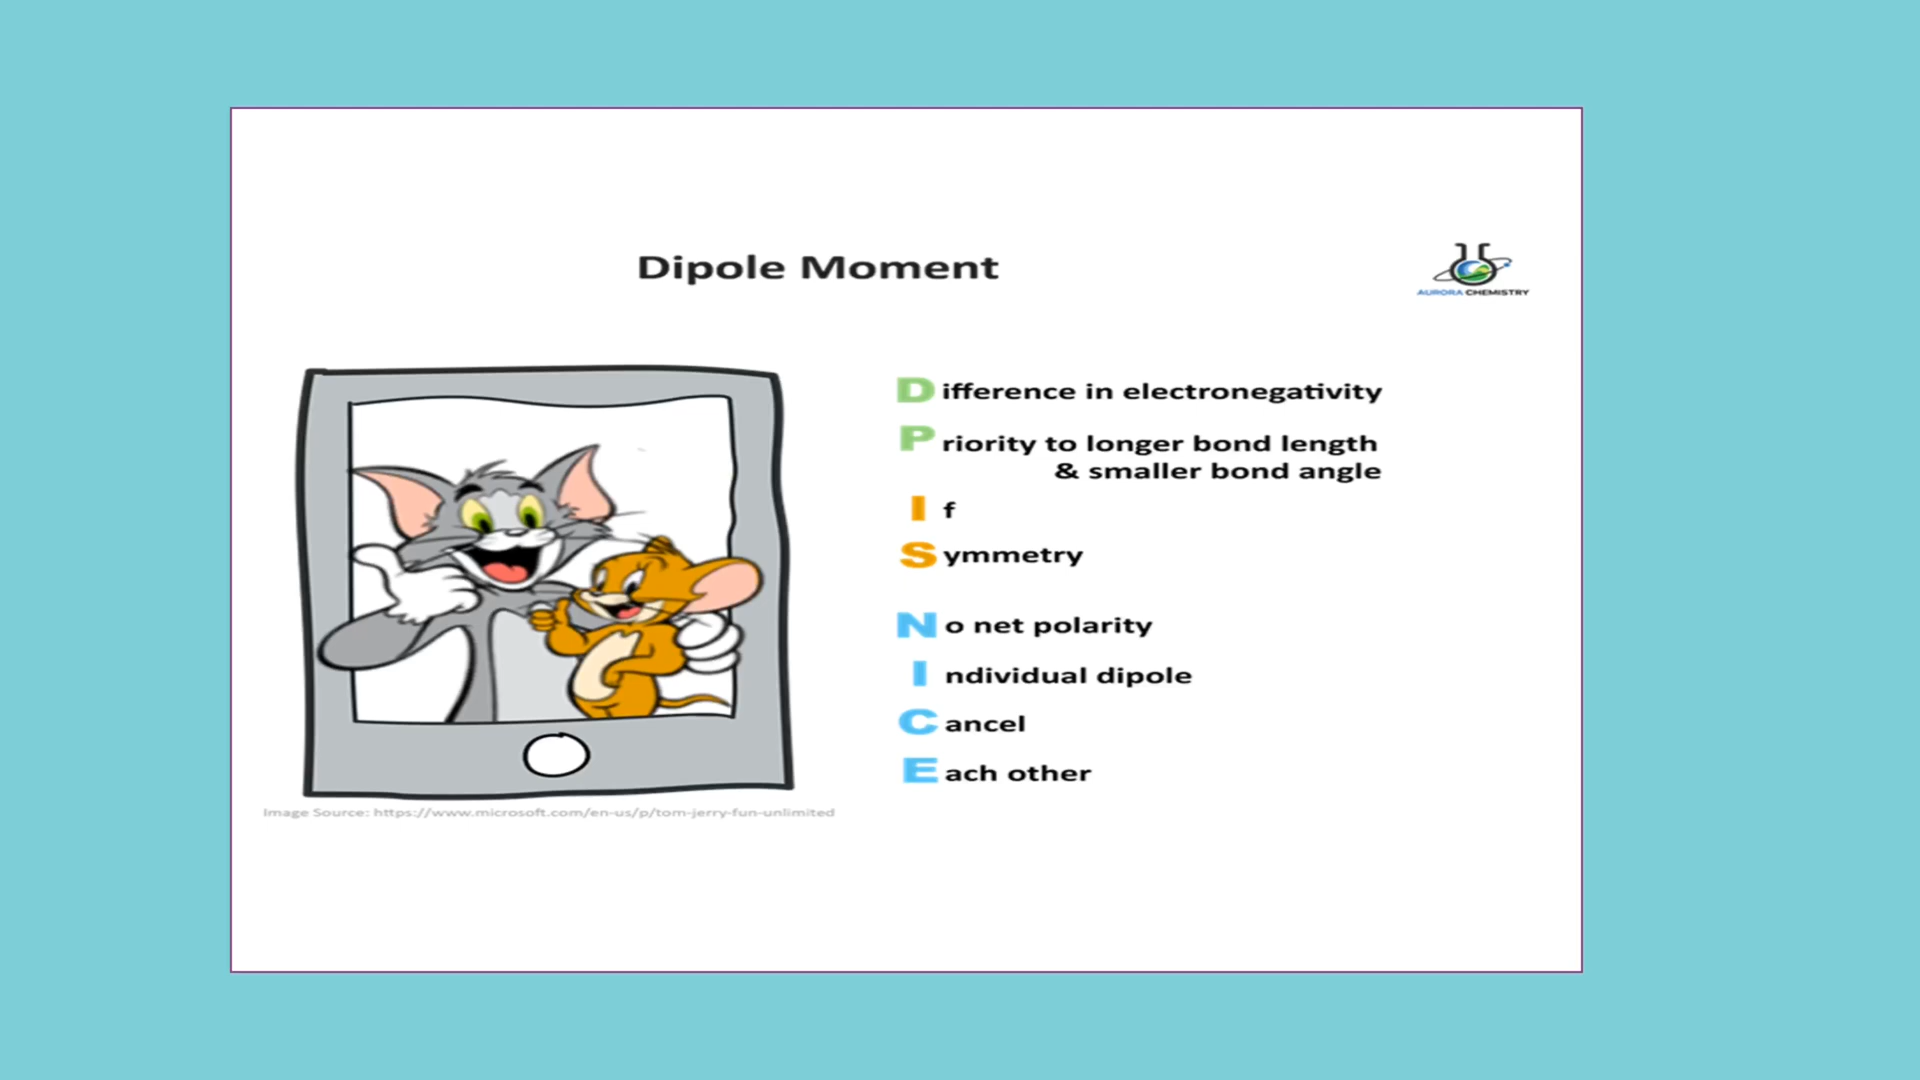 Dipole Moment
AURORA CHEMISTRY
Difference in electronegativity
Priority to longer bond length
& smaller bond angle
If
Symmetry
No net polarity
Individual dipole
Cancel
Each other
Image Source: https://www.microsoft.com/en-us/p/tom-jerry-fun-unlimited